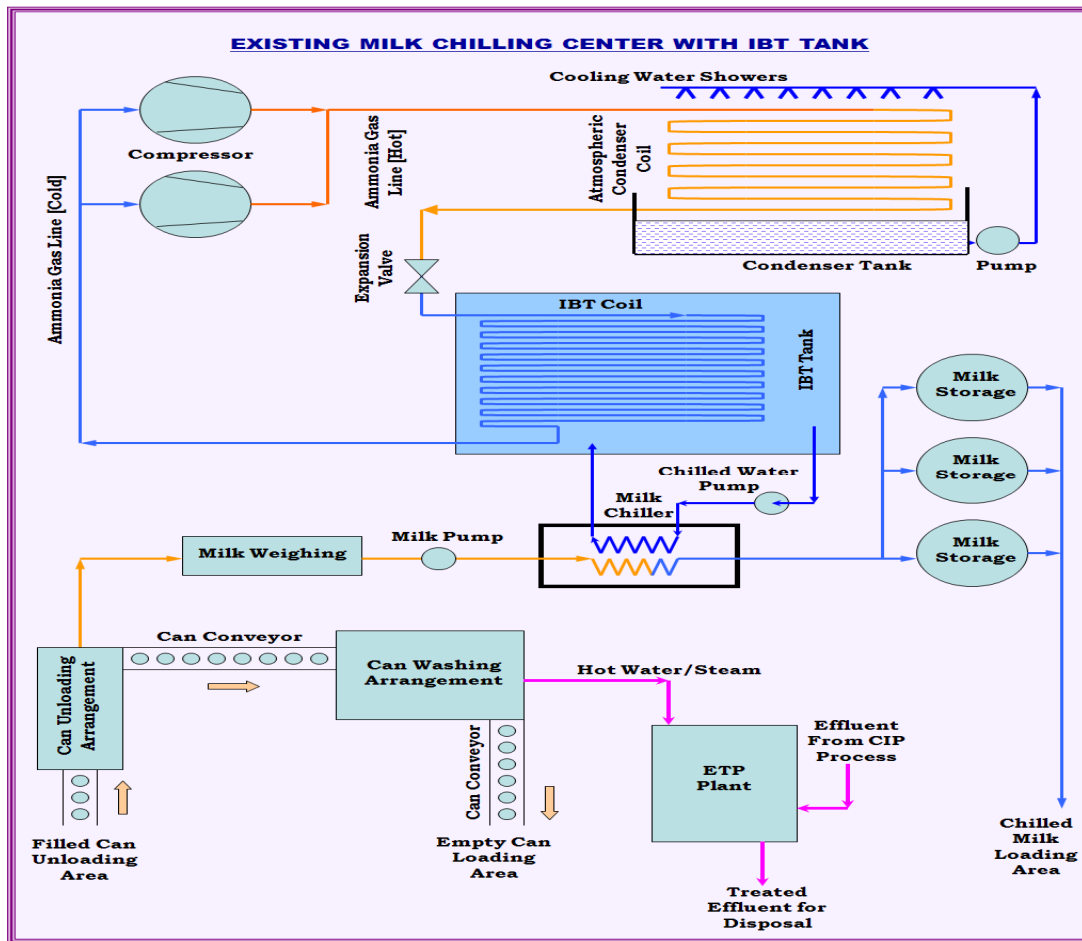 EXISTING MILK CHILLING CENTER WITH IBT TANK
Cooling Water Showers
Compressor
Ammonia Gas
Line [Hot]
Atmospheric
Condenser
Coil
Ammonia Gas Line [Cold]
Expansion
Valve
Condenser Tank
Pump
IBT Coil
IBT Tank
Milk
Storage
Milk
Storage
Milk
Storage
Chilled Water
Pump
Milk
Chiller
Milk Pump
Milk Weighing
Can Conveyor
Can Unloading
Arrangement
Can Washing
Arrangement
Hot Water/Steam
Can Conveyor
ETP
Plant
Effluent
From CIP
Process
Filled Can
Unloading
Area
Empty Can
Loading
Area
Chilled
Milk
Loading
Area
Treated
Effluent for
Disposal